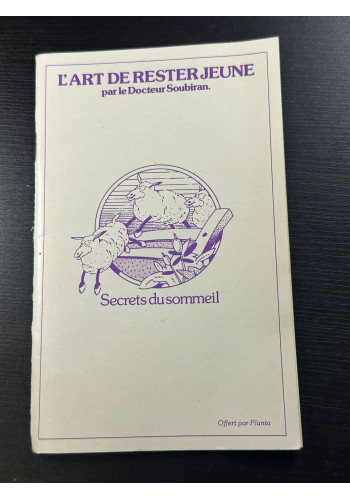 L'ART DE RESTER JEUNE
par le Docteur Soubiran.
Secrets du sommeil
Offert par Planta